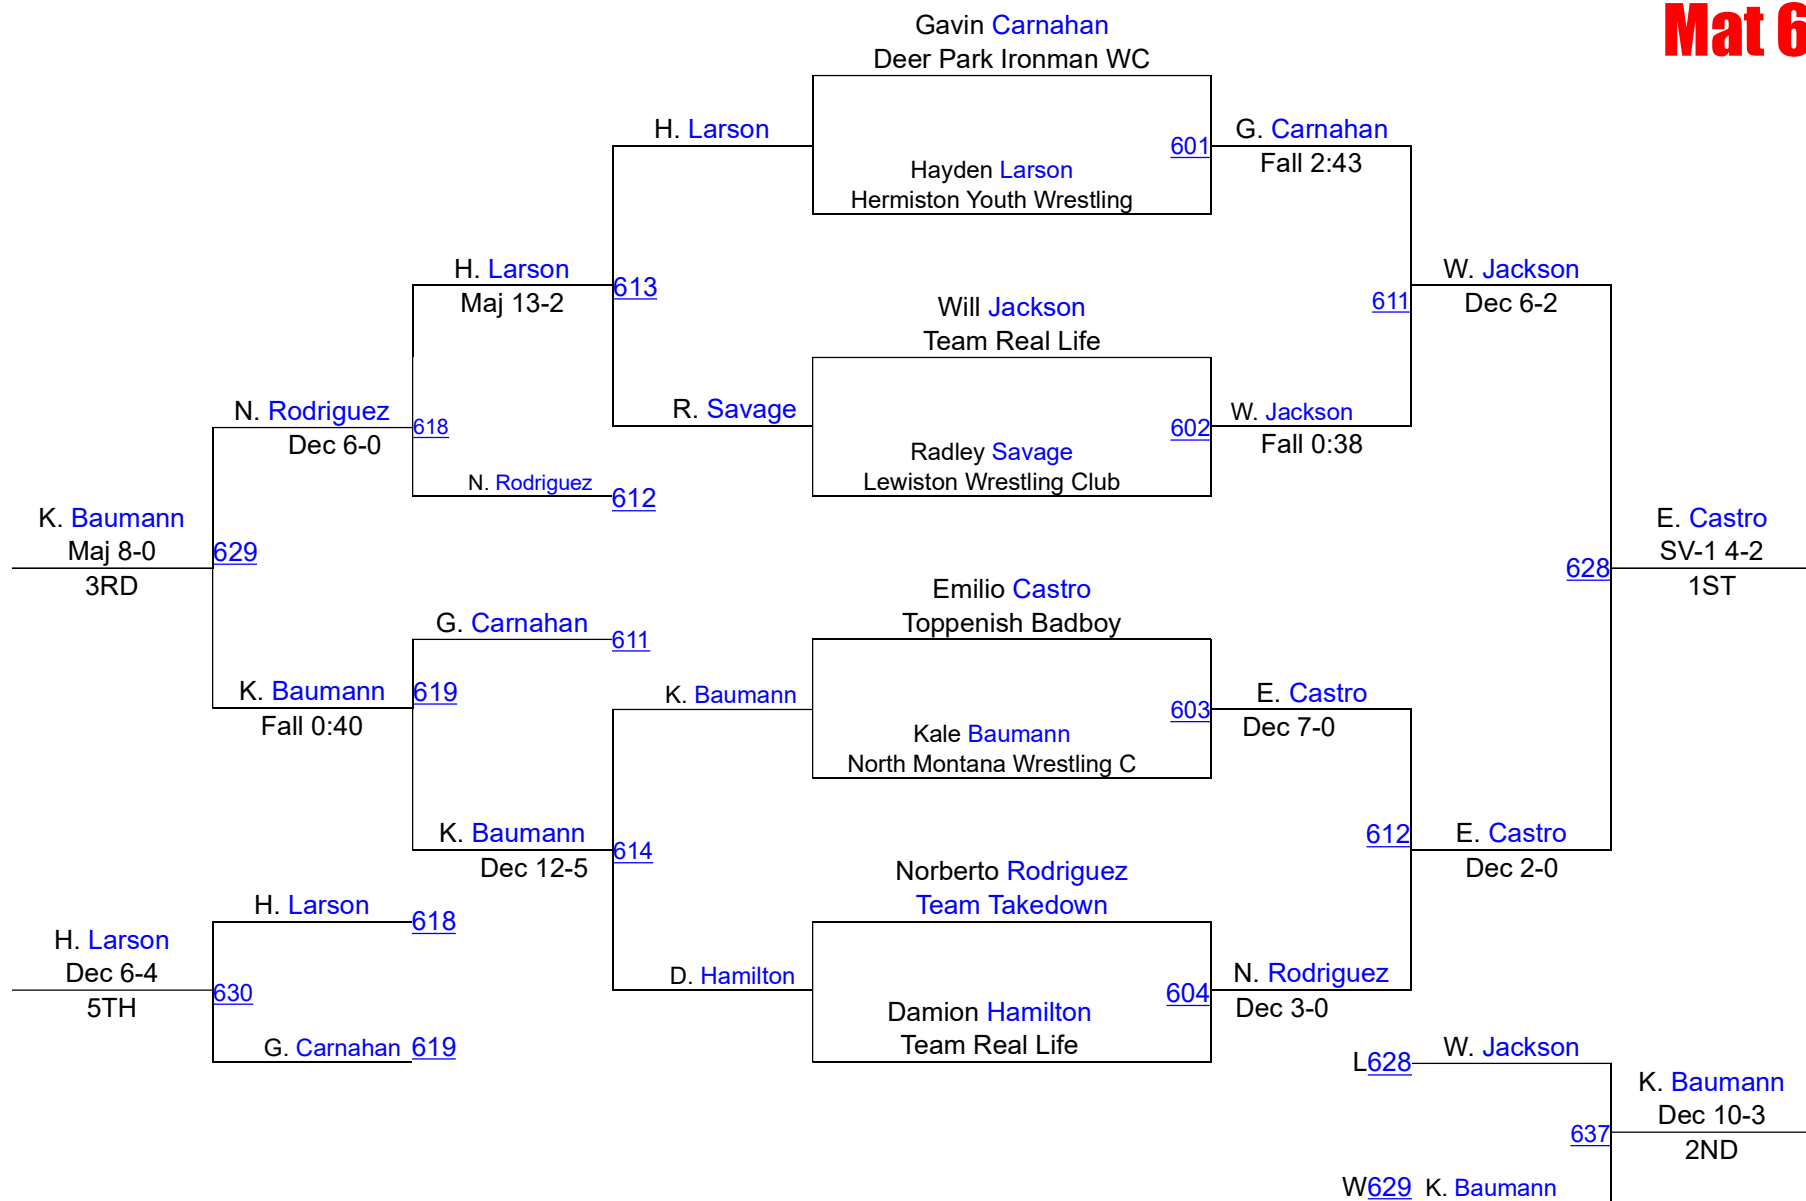 Mat 6
Gavin Carnahan
Deer Park Ironman WC
H. Larson
601
G. Carnahan
Fall 2:43
Hayden Larson
Hermiston Youth Wrestling
H. Larson
Maj 13-2
613
Will Jackson
Team Real Life
611
W. Jackson
Dec 6-2
N. Rodriguez
Dec 6-0
618
R. Savage
602
W. Jackson
Fall 0:38
Radley Savage
Lewiston Wrestling Club
N. Rodriguez
612
K. Baumann
Maj 8-0
3RD
629
Emilio Castro
Toppenish Badboy
628
E. Castro
SV-1 4-2
1ST
G. Carnahan
611
K. Baumann
Fall 0:40
619
K. Baumann
603
E. Castro
Dec 7-0
Kale Baumann
North Montana Wrestling C
K. Baumann
Dec 12-5
614
612
E. Castro
Dec 2-0
Norberto Rodriguez
Team Takedown
H. Larson
618
H. Larson
Dec 6-4
5TH
630
D. Hamilton
604
N. Rodriguez
Dec 3-0
Damion Hamilton
Team Real Life
G. Carnahan
619
L628
W. Jackson
K. Baumann
Dec 10-3
2ND
637
W629
K. Baumann